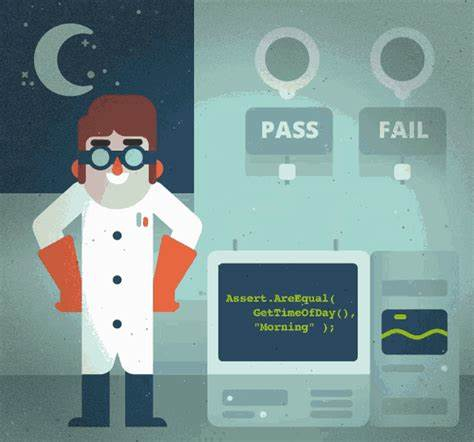 PASS
FAIL
Assert.AreEqual(
GetTimeOfDay(),
"Morning" );